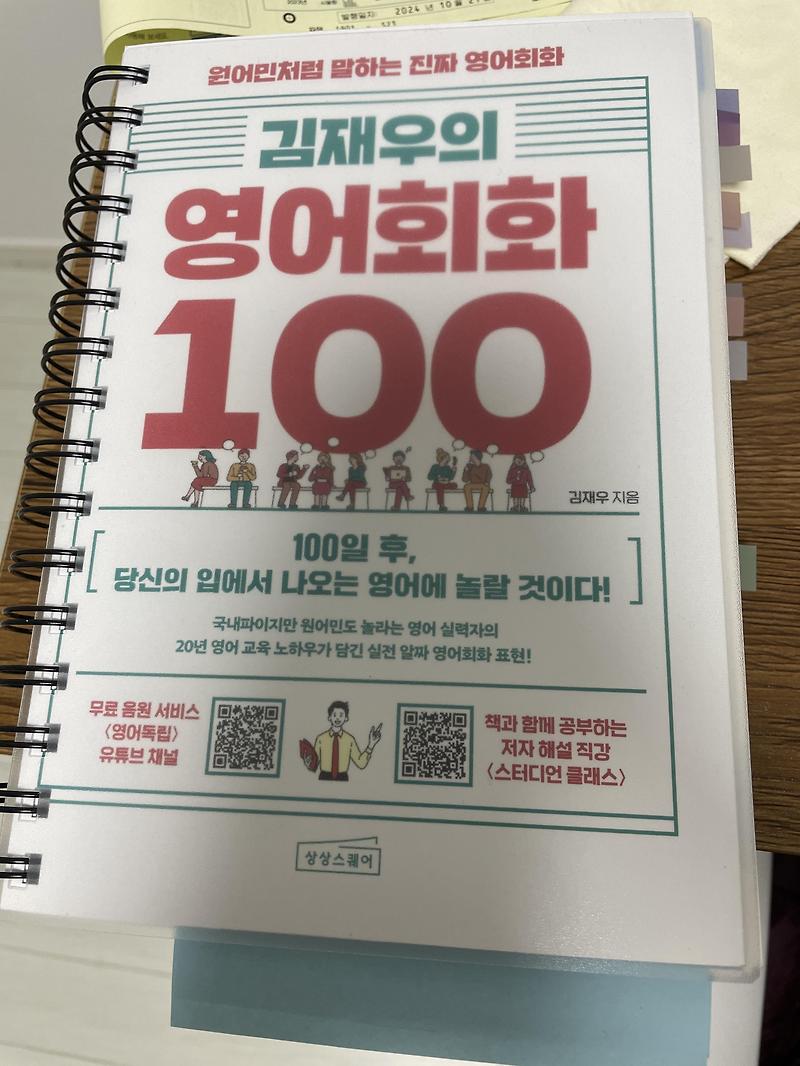 2024 년 10 월
원어민처럼 말하는 진짜 영어회화
김재우의
영어회화
100
김재우 지음
100일 후,
당신의 입에서 나오는 영어에 놀랄 것이다!
국내파이지만 원어민도 놀라는 영어 실력자의
20년 영어 교육 노하우가 담긴 실전 알짜 영어회화 표현!
무료 음원 서비스
〈영어독립〉
유튜브 채널
책과 함께 공부하는
저자 해설 직강
〈스터디언 클래스〉
상상스퀘어